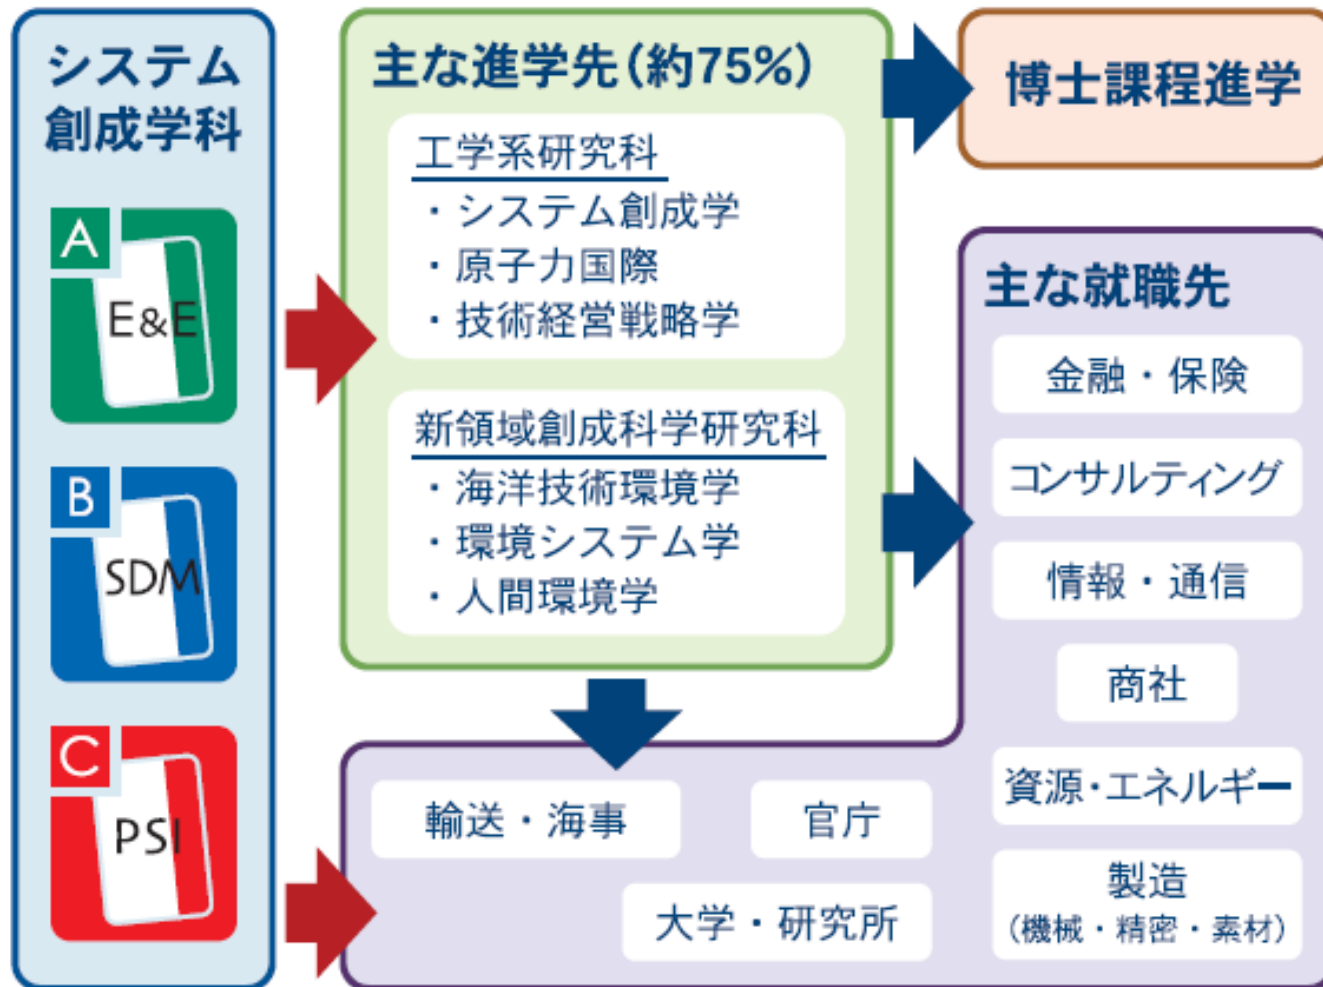 システム
創成学科
A
E&E
B
SDM
C
PSI
主な進学先（約75%）
工学系研究科
・システム創成学
・原子力国際
・技術経営戦略学
新領域創成科学研究科
・海洋技術環境学
・環境システム学
・人間環境学
博士課程進学
主な就職先
金融・保険
コンサルティング
情報・通信
商社
資源・エネルギー
製造
（機械・精密・素材）
輸送・海事
官庁
大学・研究所